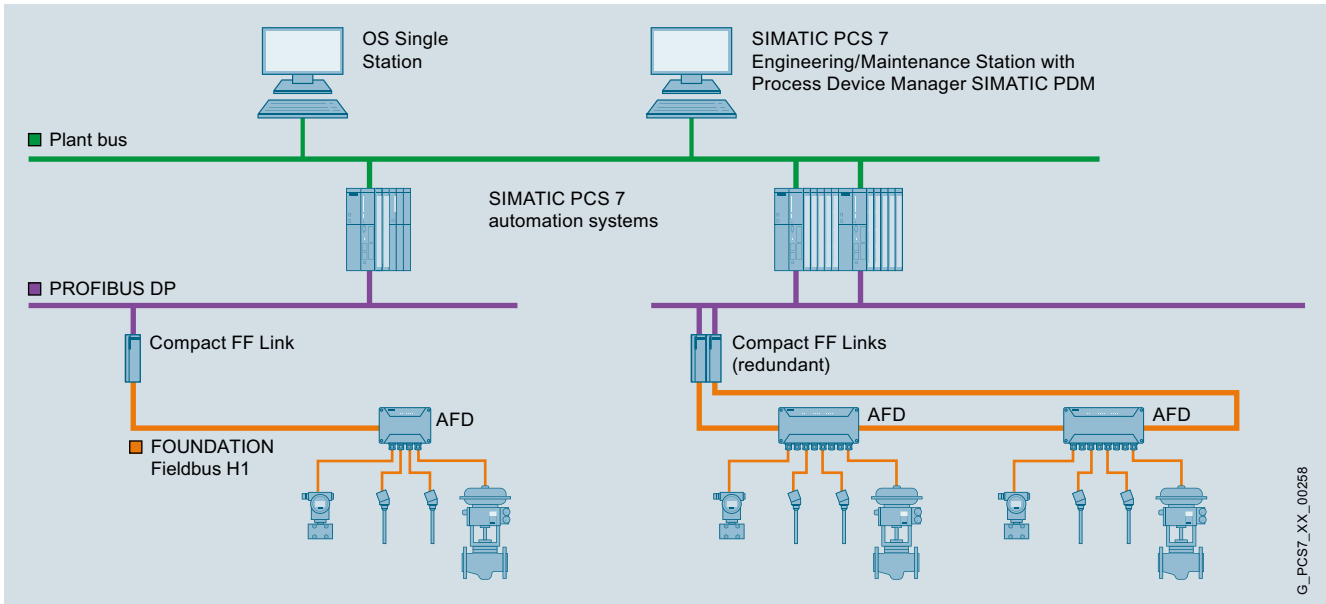 OS Single
Station
SIMATIC PCS 7
Engineering/Maintenance Station with
Process Device Manager SIMATIC PDM
Plant bus
SIMATIC PCS 7
automation systems
PROFIBUS DP
Compact FF Link
Compact FF Links
(redundant)
AFD
AFD
AFD
FOUNDATION
Fieldbus H1
G_PCS7_XX_00258